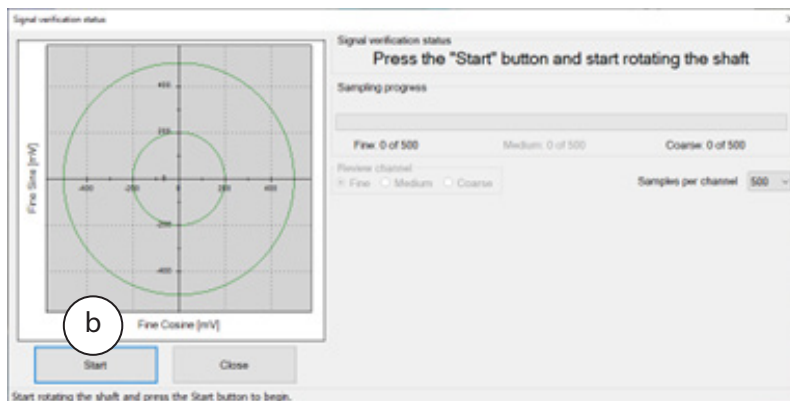 Signal verification status
Signal verification status
Press the "Start" button and start rotating the shaft
Sampling progress
Fine: 0 of 500 Medium: 0 of 500 Coarse: 0 of 500
Review channel
Fine Medium Coarse
Samples per channel 500
Fine Sine [mV]
400
200
-400 -200 0 200 400
-200
-400
Fine Cosine [mV]
b
Start Close
Start rotating the shaft and press the Start button to begin.